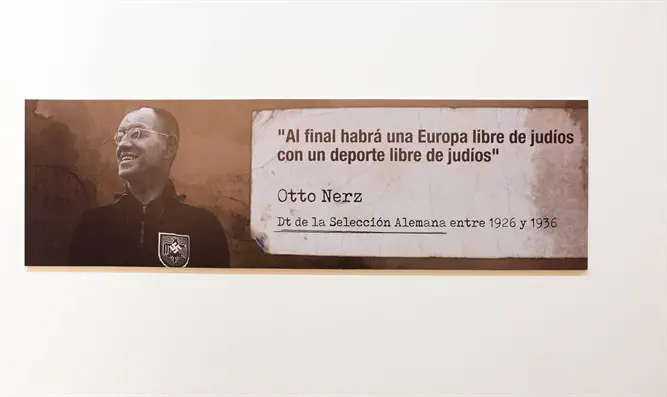 "Al final habrá una Europa libre de judíos
con un deporte libre de judíos"
Otto Nerz
Dt de la Selección Alemana entre 1926 y 1936